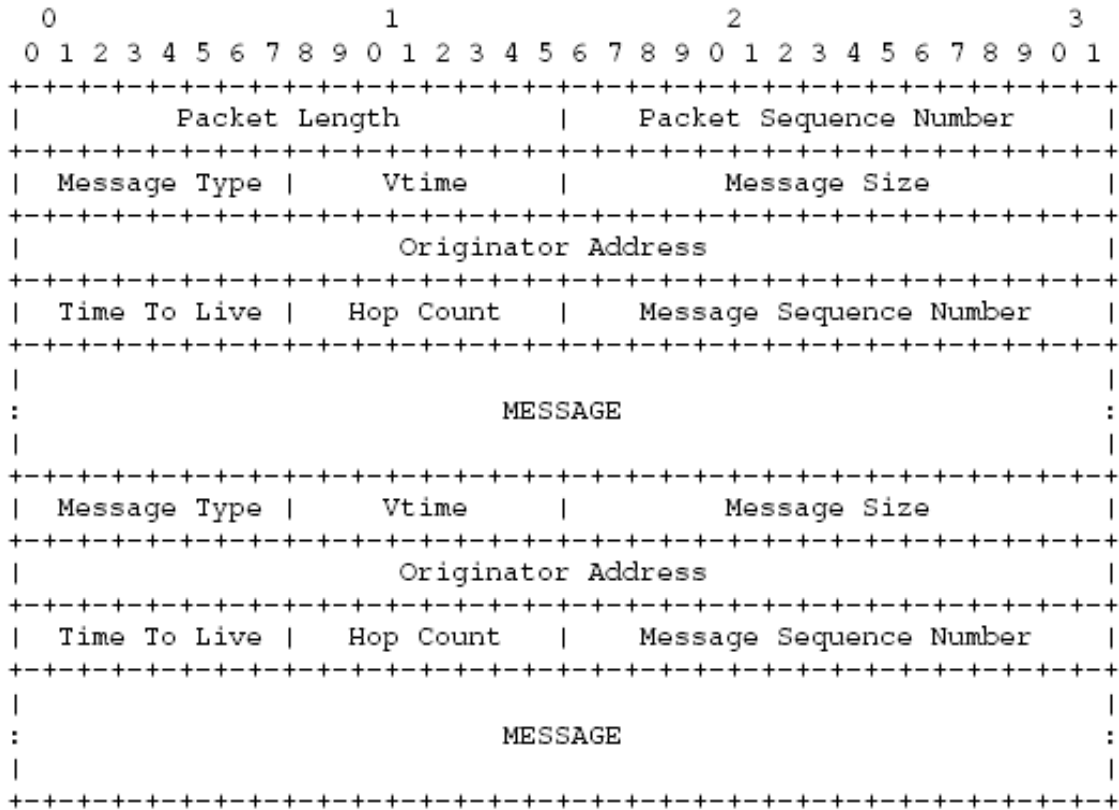 0                   1                   2                   3
0 1 2 3 4 5 6 7 8 9 0 1 2 3 4 5 6 7 8 9 0 1 2 3 4 5 6 7 8 9 0 1
+-+-+-+-+-+-+-+-+-+-+-+-+-+-+-+-+-+-+-+-+-+-+-+-+-+-+-+-+-+-+-+-+
|         Packet Length         |    Packet Sequence Number     |
+-+-+-+-+-+-+-+-+-+-+-+-+-+-+-+-+-+-+-+-+-+-+-+-+-+-+-+-+-+-+-+-+
|  Message Type |     Vtime     |         Message Size          |
+-+-+-+-+-+-+-+-+-+-+-+-+-+-+-+-+-+-+-+-+-+-+-+-+-+-+-+-+-+-+-+-+
|                      Originator Address                       |
+-+-+-+-+-+-+-+-+-+-+-+-+-+-+-+-+-+-+-+-+-+-+-+-+-+-+-+-+-+-+-+-+
|  Time To Live |   Hop Count   |    Message Sequence Number    |
+-+-+-+-+-+-+-+-+-+-+-+-+-+-+-+-+-+-+-+-+-+-+-+-+-+-+-+-+-+-+-+-+
|                                                               |
:                            MESSAGE                            :
|                                                               |
+-+-+-+-+-+-+-+-+-+-+-+-+-+-+-+-+-+-+-+-+-+-+-+-+-+-+-+-+-+-+-+-+
|  Message Type |     Vtime     |         Message Size          |
+-+-+-+-+-+-+-+-+-+-+-+-+-+-+-+-+-+-+-+-+-+-+-+-+-+-+-+-+-+-+-+-+
|                      Originator Address                       |
+-+-+-+-+-+-+-+-+-+-+-+-+-+-+-+-+-+-+-+-+-+-+-+-+-+-+-+-+-+-+-+-+
|  Time To Live |   Hop Count   |    Message Sequence Number    |
+-+-+-+-+-+-+-+-+-+-+-+-+-+-+-+-+-+-+-+-+-+-+-+-+-+-+-+-+-+-+-+-+
|                                                               |
:                            MESSAGE                            :
|                                                               |
+-+-+-+-+-+-+-+-+-+-+-+-+-+-+-+-+-+-+-+-+-+-+-+-+-+-+-+-+-+-+-+-+